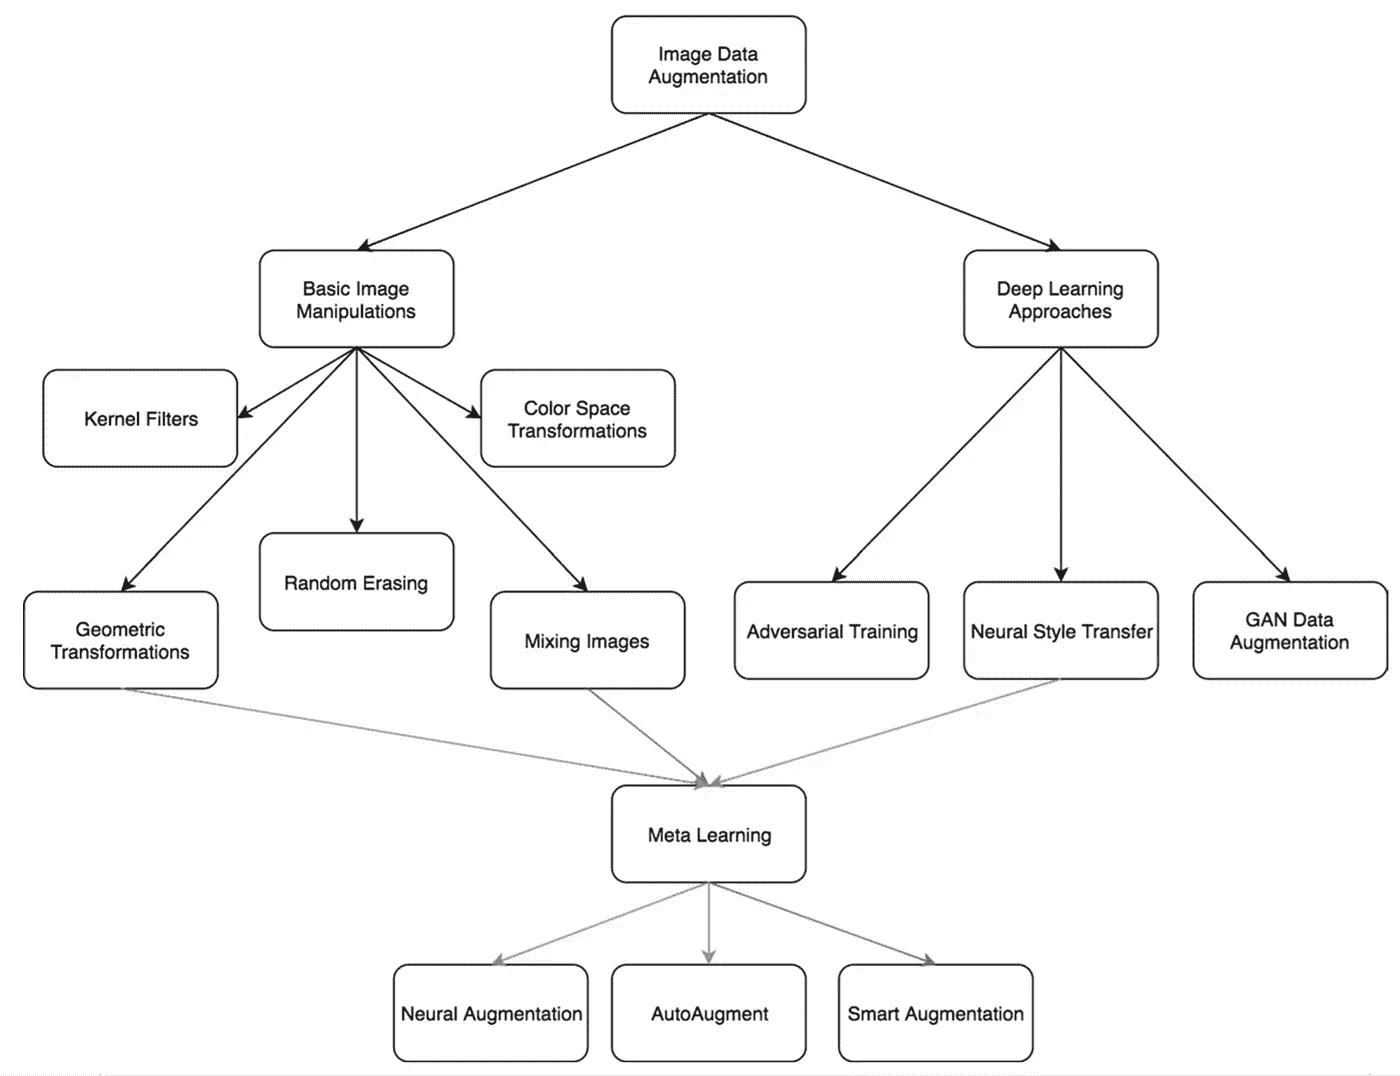 Image Data
Augmentation
Basic Image
Manipulations
Deep Learning
Approaches
Kernel Filters
Color Space
Transformations
Geometric
Transformations
Random Erasing
Mixing Images
Adversarial Training
Neural Style Transfer
GAN Data
Augmentation
Meta Learning
Neural Augmentation
AutoAugment
Smart Augmentation